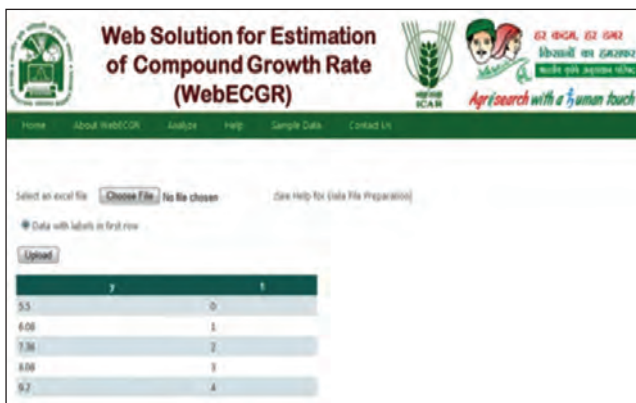 Web Solution for Estimation
of Compound Growth Rate
(WebECGR)
ICAR
हर कदम, हर डगर
किसानों का हमसफर
भारतीय कृषि अनुसंधान परिषद
Agrisearch with a human touch
Home About WebECGR Analyze Help Sample Data Contact Us
Select an excel file Choose File No file chosen (See Help for Data File Preparation)
Data with labels in first row
Upload
y t
5.5 0
6.08 1
7.36 2
8.08 3
9.2 4